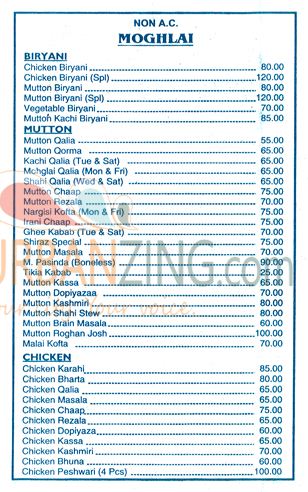 NON A.C.
MOGHLAI
BIRYANI
Chicken Biryani 80.00
Chicken Biryani (Spl) 120.00
Mutton Biryani 80.00
Mutton Biryani (Spl) 120.00
Vegetable Biryani 70.00
Mutton Kachi Biryani 85.00
MUTTON
Mutton Qalia 55.00
Mutton Qorma 65.00
Kachi Qalia (Tue & Sat) 65.00
Mohglai Qalia (Mon & Fri) 65.00
Shahi Qalia (Wed & Sat) 65.00
Mutton Chaap 75.00
Mutton Rezala 70.00
Nargisi Kofta (Mon & Fri) 75.00
Irani Chaap 75.00
Ghee Kabab (Tue & Sat) 70.00
Shiraz Special 75.00
Mutton Masala 70.00
M. Pasinda (Boneless) 90.00
Tikia Kabab 25.00
Mutton Kassa 65.00
Mutton Dopiyazaa 70.00
Mutton Kashmiri 80.00
Mutton Shahi Stew 80.00
Mutton Brain Masala 60.00
Mutton Roghan Josh 100.00
Malai Kofta 70.00
CHICKEN
Chicken Karahi 85.00
Chicken Bharta 80.00
Chicken Qalia 65.00
Chicken Masala 65.00
Chicken Chaap 75.00
Chicken Rezala 65.00
Chicken Dopiyaza 60.00
Chicken Kassa 65.00
Chicken Kashmiri 70.00
Chicken Bhuna 60.00
Chicken Peshwari (4 Pcs) 100.00
URBANZING.com
your voice